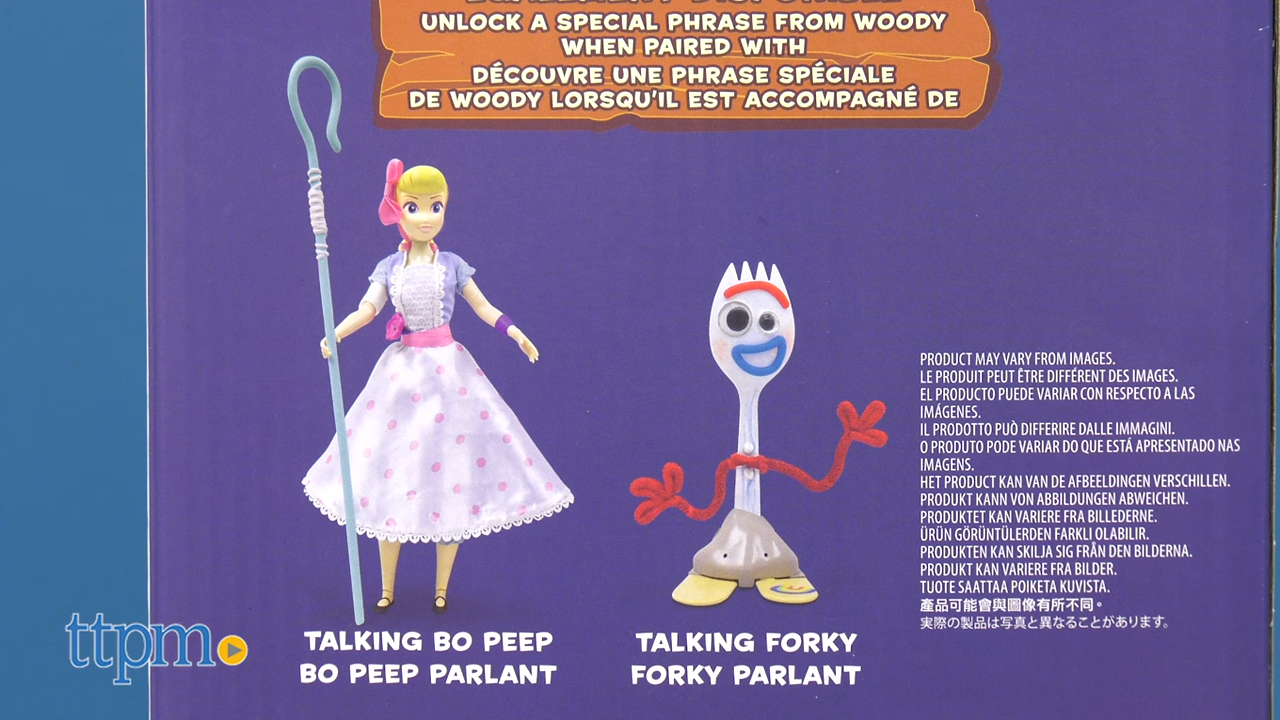 UNLOCK A SPECIAL PHRASE FROM WOODY
WHEN PAIRED WITH
DÉCOUVRE UNE PHRASE SPÉCIALE
DE WOODY LORSQU'IL EST ACCOMPAGNÉ DE
PRODUCT MAY VARY FROM IMAGES.
LE PRODUIT PEUT ÊTRE DIFFÉRENT DES IMAGES.
EL PRODUCTO PUEDE VARIAR CON RESPECTO A LAS
IMÁGENES.
IL PRODOTTO PUÒ DIFFERIRE DALLE IMMAGINI.
O PRODUTO PODE VARIAR DO QUE ESTÁ APRESENTADO NAS
IMAGENS.
HET PRODUCT KAN VAN DE AFBEELDINGEN VERSCHILLEN.
PRODUKT KANN VON ABBILDUNGEN ABWEICHEN.
PRODUKTET KAN VARIERE FRA BILLEDERNE.
ÜRÜN GÖRÜNTÜLERDEN FARKLI OLABILIR.
PRODUKTEN KAN SKILJA SIG FRÅN DEN BILDERNA.
PRODUKT KAN VARIERE FRA BILDER.
TUOTE SAATTAA POIKETA KUVISTA.
產品可能會與圖像有所不同。
実際の製品は写真と異なることがあります。
TALKING BO PEEP
BO PEEP PARLANT
TALKING FORKY
FORKY PARLANT
ttpm